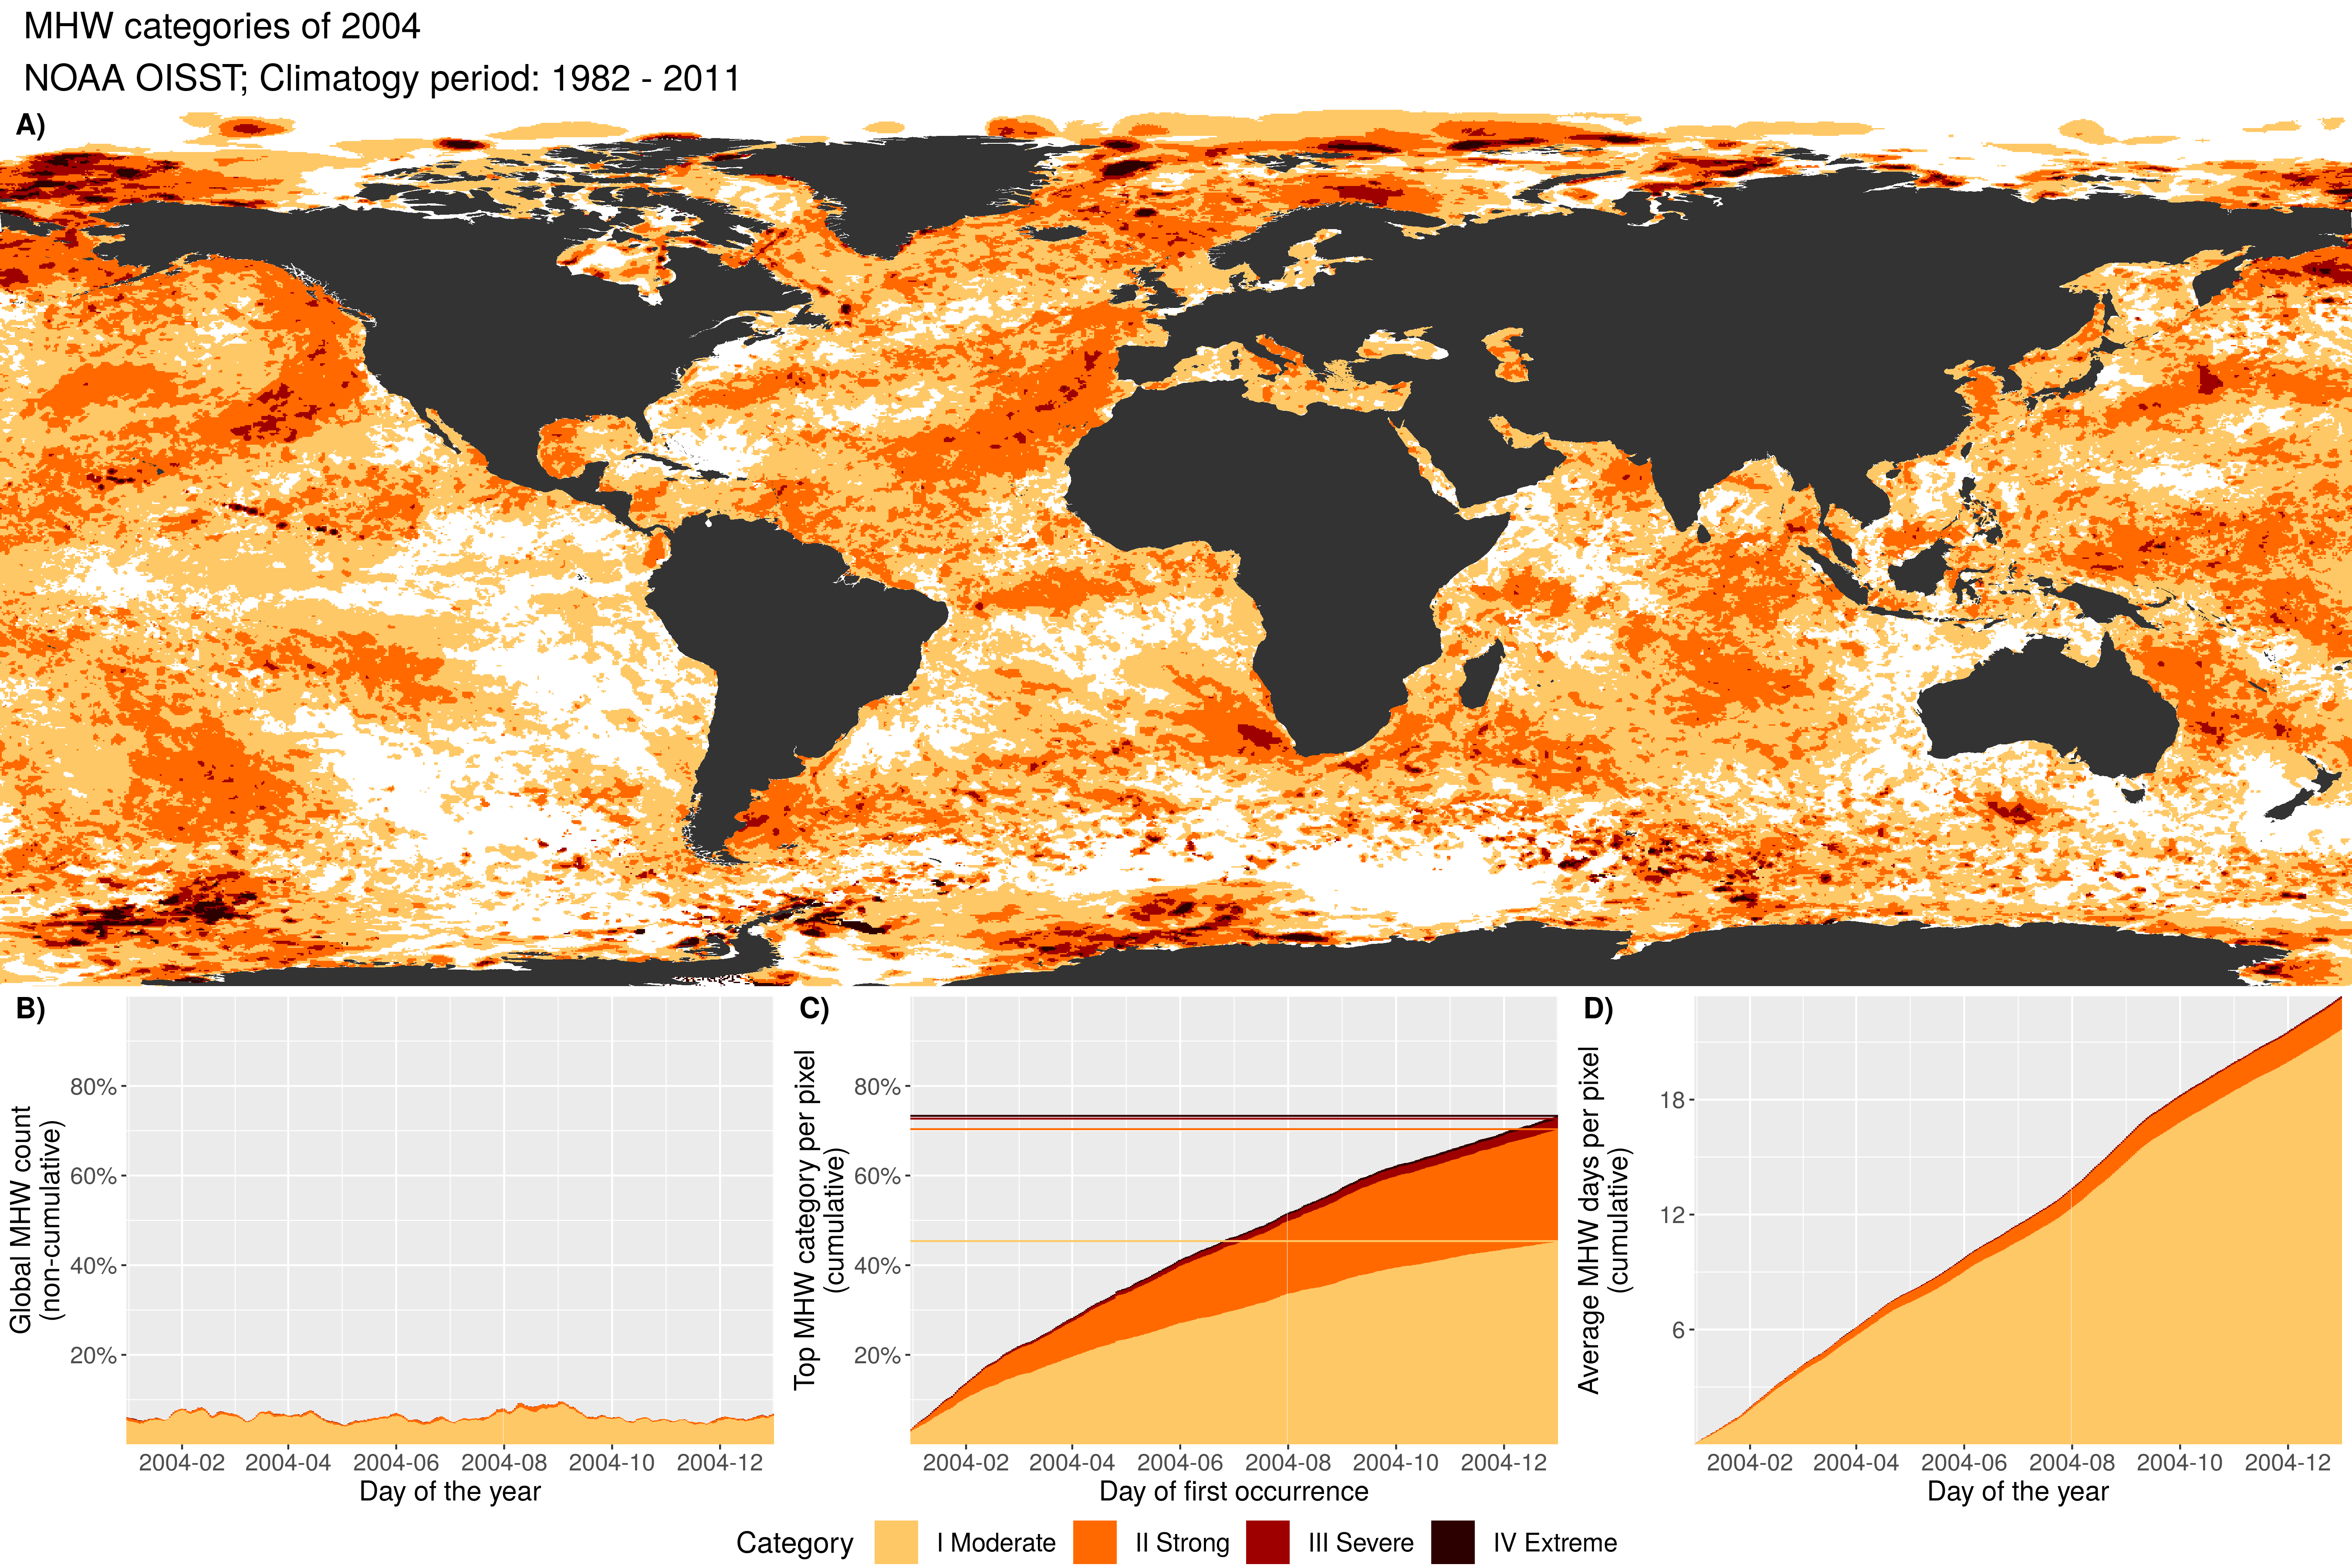 MHW categories of 2004
NOAA OISST; Climatogy period: 1982 - 2011
A)
B)
Global MHW count
(non-cumulative)
80%
60%
40%
20%
2004-02 2004-04 2004-06 2004-08 2004-10 2004-12
Day of the year
C)
Top MHW category per pixel
(cumulative)
80%
60%
40%
20%
2004-02 2004-04 2004-06 2004-08 2004-10 2004-12
Day of first occurrence
D)
Average MHW days per pixel
(cumulative)
18
12
6
2004-02 2004-04 2004-06 2004-08 2004-10 2004-12
Day of the year
Category I Moderate II Strong III Severe IV Extreme